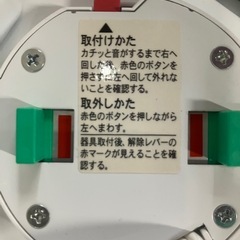 取付けかた
カチッと音がするまで右へ
回した後、赤色のボタンを
押さずに左へ回して外れな
いことを確認する。
取外しかた
赤色のボタンを押しながら
左へまわす。
器具取付後、解除レバーの
赤マークが見えることを確
認する。